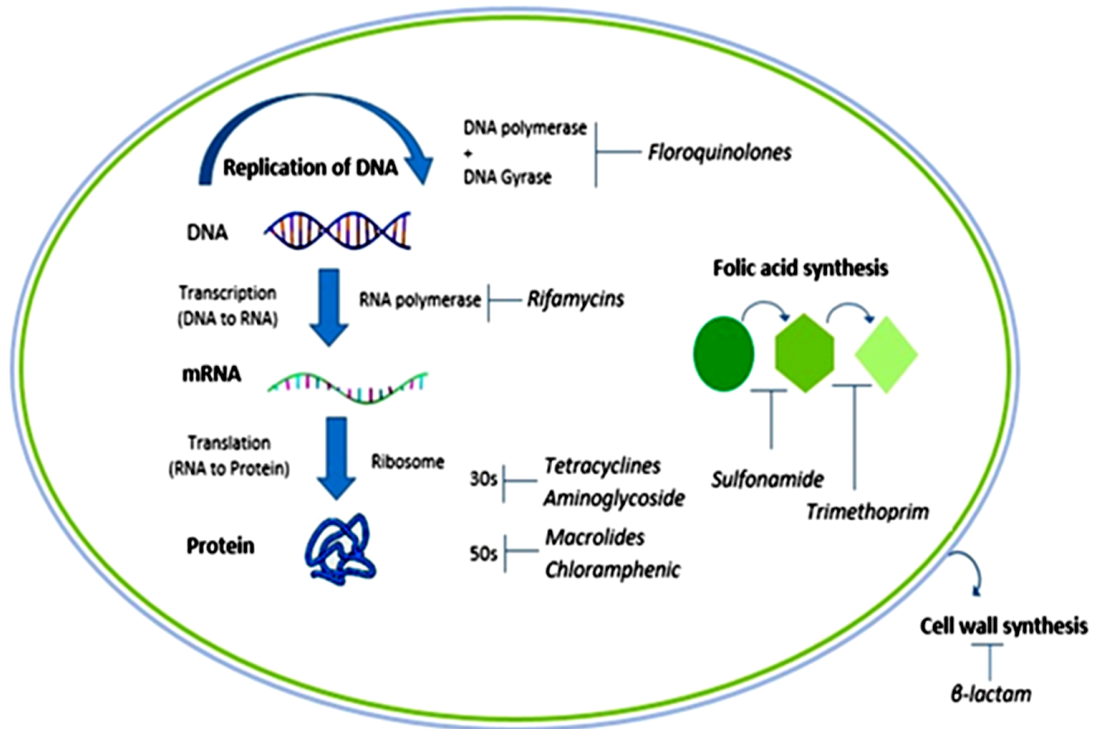 DNA polymerase
+
DNA Gyrase
Floroquinolones
Replication of DNA
DNA
Transcription
(DNA to RNA)
RNA polymerase
Rifamycins
mRNA
Translation
(RNA to Protein)
Ribosome
30s
Tetracyclines
Aminoglycoside
50s
Macrolides
Chloramphenic
Protein
Folic acid synthesis
Sulfonamide
Trimethoprim
Cell wall synthesis
β-lactam